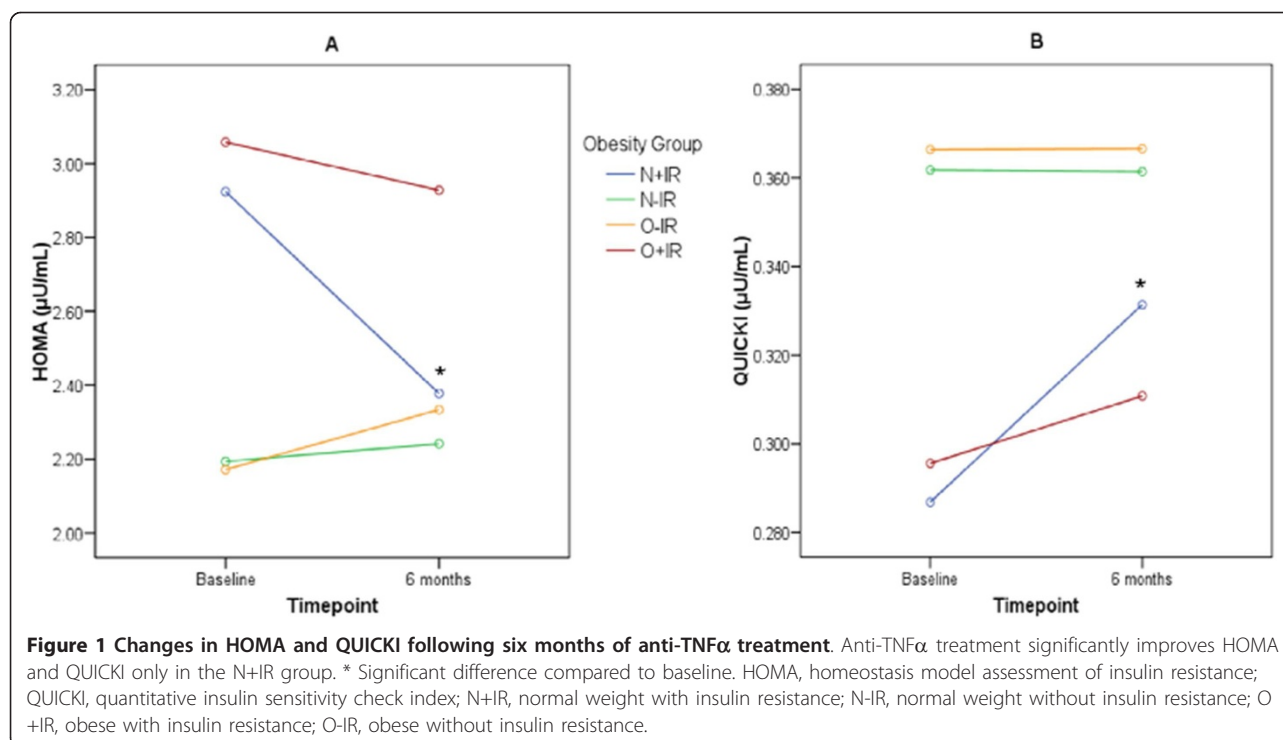 A
HOMA (µU/mL)
3.20
3.00
2.80
2.60
2.40
2.20
2.00
*
Baseline
6 months
Timepoint
Obesity Group
N+IR
N-IR
O-IR
O+IR
B
QUICKI (µU/mL)
0.380
0.360
0.340
0.320
0.300
0.280
*
Baseline
6 months
Timepoint
Figure 1 Changes in HOMA and QUICKI following six months of anti-TNFα treatment. Anti-TNFα treatment significantly improves HOMA
and QUICKI only in the N+IR group. * Significant difference compared to baseline. HOMA, homeostasis model assessment of insulin resistance;
QUICKI, quantitative insulin sensitivity check index; N+IR, normal weight with insulin resistance; N-IR, normal weight without insulin resistance; O
+IR, obese with insulin resistance; O-IR, obese without insulin resistance.